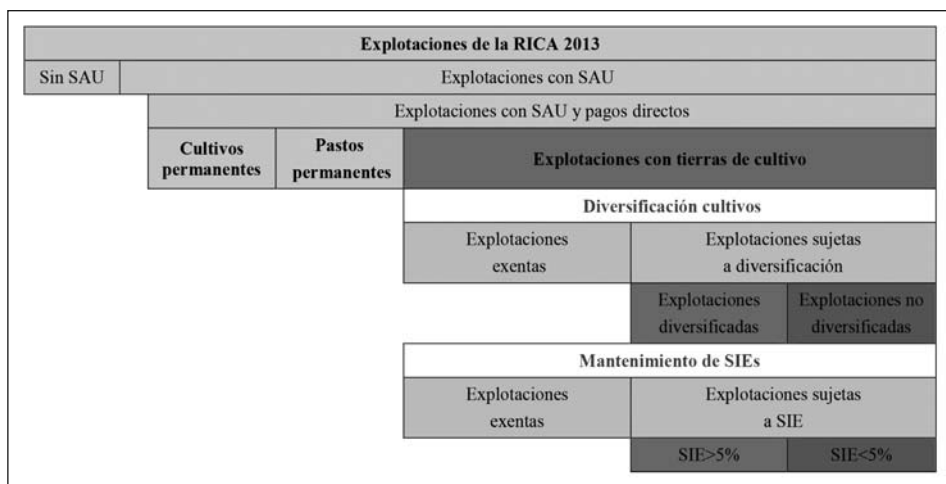 Explotaciones de la RICA 2013
Sin SAU
Explotaciones con SAU
Explotaciones con SAU y pagos directos
Cultivos
permanentes
Pastos
permanentes
Explotaciones con tierras de cultivo
Diversificación cultivos
Explotaciones
exentas
Explotaciones sujetas
a diversificación
Explotaciones
diversificadas
Explotaciones no
diversificadas
Mantenimiento de SIEs
Explotaciones
exentas
Explotaciones sujetas
a SIE
SIE>5%
SIE<5%